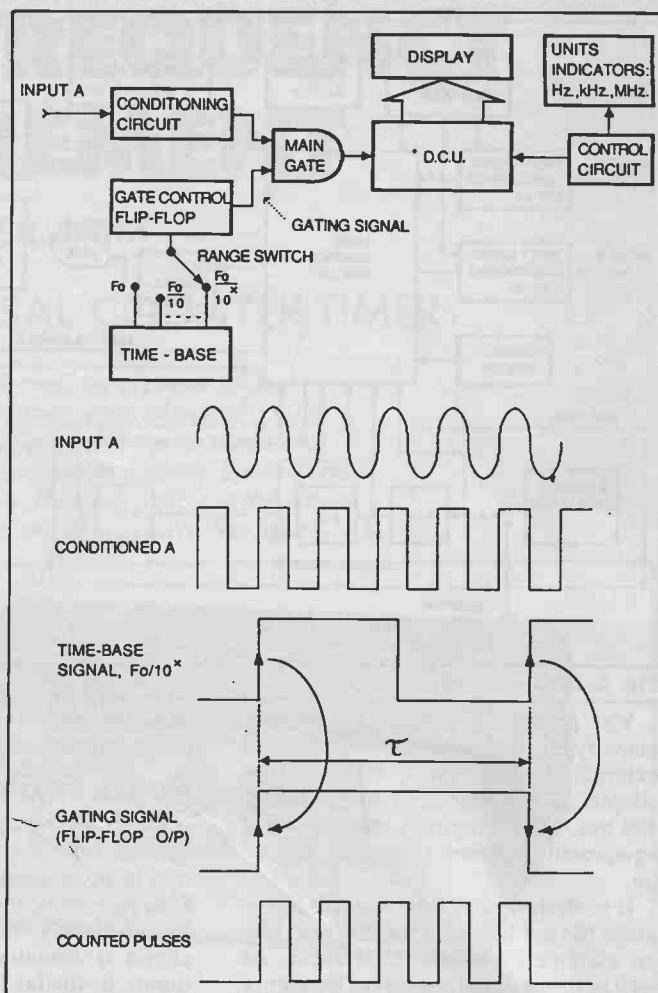 DISPLAY
UNITS
INDICATORS:
Hz.,kHz.,MHz.
INPUT A
CONDITIONING
CIRCUIT
MAIN
GATE
D.C.U.
CONTROL
CIRCUIT
GATE CONTROL
FLIP-FLOP
GATING SIGNAL
RANGE SWITCH
Fo
Fo/10
Fo/10ˣ
TIME - BASE
INPUT A
CONDITIONED A
TIME-BASE
SIGNAL, Fo/10ˣ
τ
GATING SIGNAL
(FLIP-FLOP O/P)
COUNTED PULSES